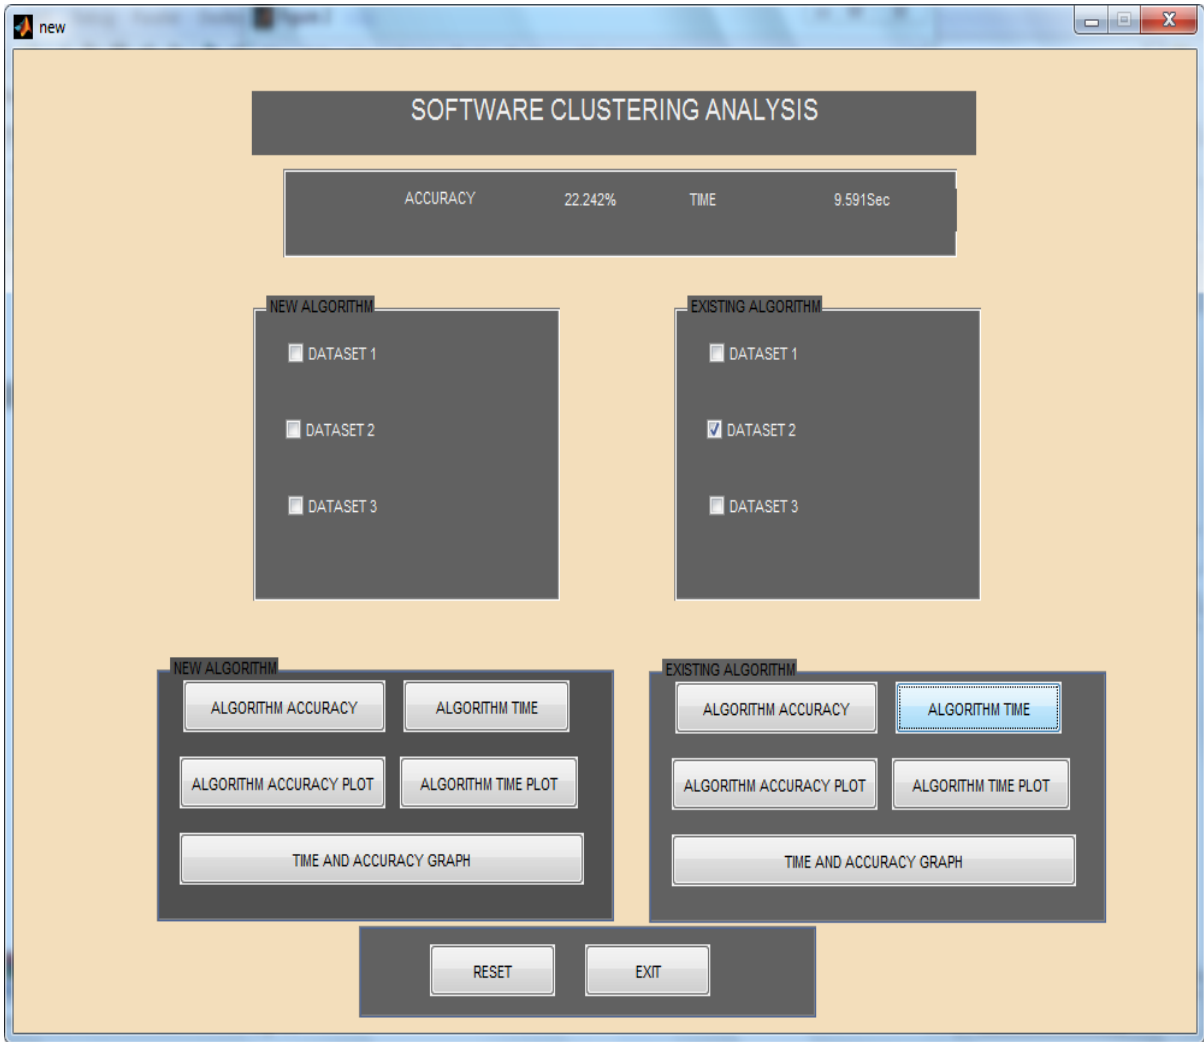 new
SOFTWARE CLUSTERING ANALYSIS
ACCURACY 22.242% TIME 9.591Sec
NEW ALGORITHM
DATASET 1
DATASET 2
DATASET 3
EXISTING ALGORITHM
DATASET 1
DATASET 2
DATASET 3
NEW ALGORITHM
ALGORITHM ACCURACY ALGORITHM TIME
ALGORITHM ACCURACY PLOT ALGORITHM TIME PLOT
TIME AND ACCURACY GRAPH
EXISTING ALGORITHM
ALGORITHM ACCURACY ALGORITHM TIME
ALGORITHM ACCURACY PLOT ALGORITHM TIME PLOT
TIME AND ACCURACY GRAPH
RESET EXIT